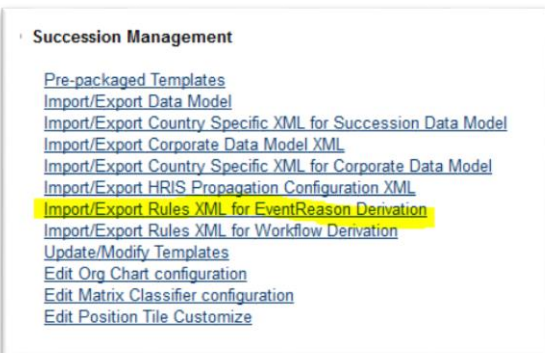 Succession Management
Pre-packaged Templates
Import/Export Data Model
Import/Export Country Specific XML for Succession Data Model
Import/Export Corporate Data Model XML
Import/Export Country Specific XML for Corporate Data Model
Import/Export HRIS Propagation Configuration XML
Import/Export Rules XML for EventReason Derivation
Import/Export Rules XML for Workflow Derivation
Update/Modify Templates
Edit Org Chart configuration
Edit Matrix Classifier configuration
Edit Position Tile Customize